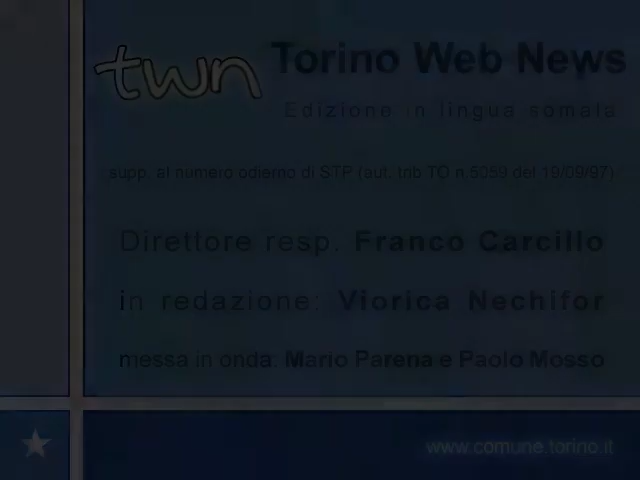 twn Torino Web News
Edizione in lingua somala
supp. al numero odierno di STP (aut. trib TO n.5059 del 19/09/97)
Direttore resp. Franco Carcillo
in redazione: Viorica Nechifor
messa in onda: Mario Parena e Paolo Mosso
www.comune.torino.it